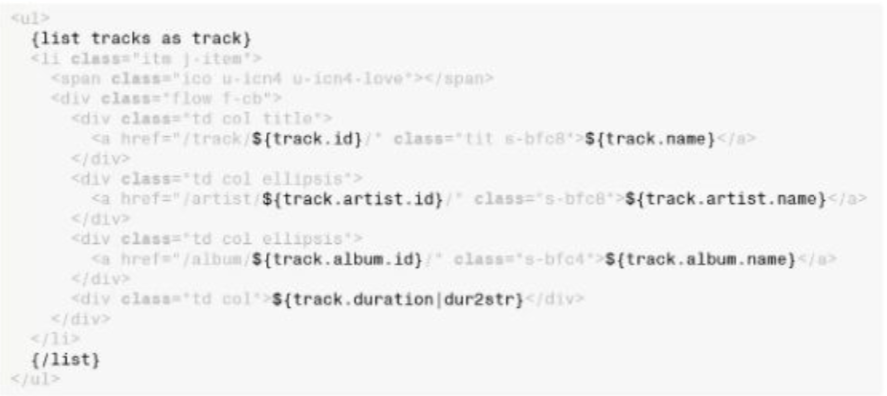 <ul>
{list tracks as track}
<li class="itm j-item">
<span class="ico u-icn4 u-icn4-love"></span>
<div class="flow f-cb">
<div class="td col title">
<a href="/track/${track.id}/" class="tit s-bfc8">${track.name}</a>
</div>
<div class="td col ellipsis">
<a href="/artist/${track.artist.id}/" class="s-bfc8">${track.artist.name}</a>
</div>
<div class="td col ellipsis">
<a href="/album/${track.album.id}/" class="s-bfc4">${track.album.name}</a>
</div>
<div class="td col">${track.duration|dur2str}</div>
</div>
</li>
{/list}
</ul>